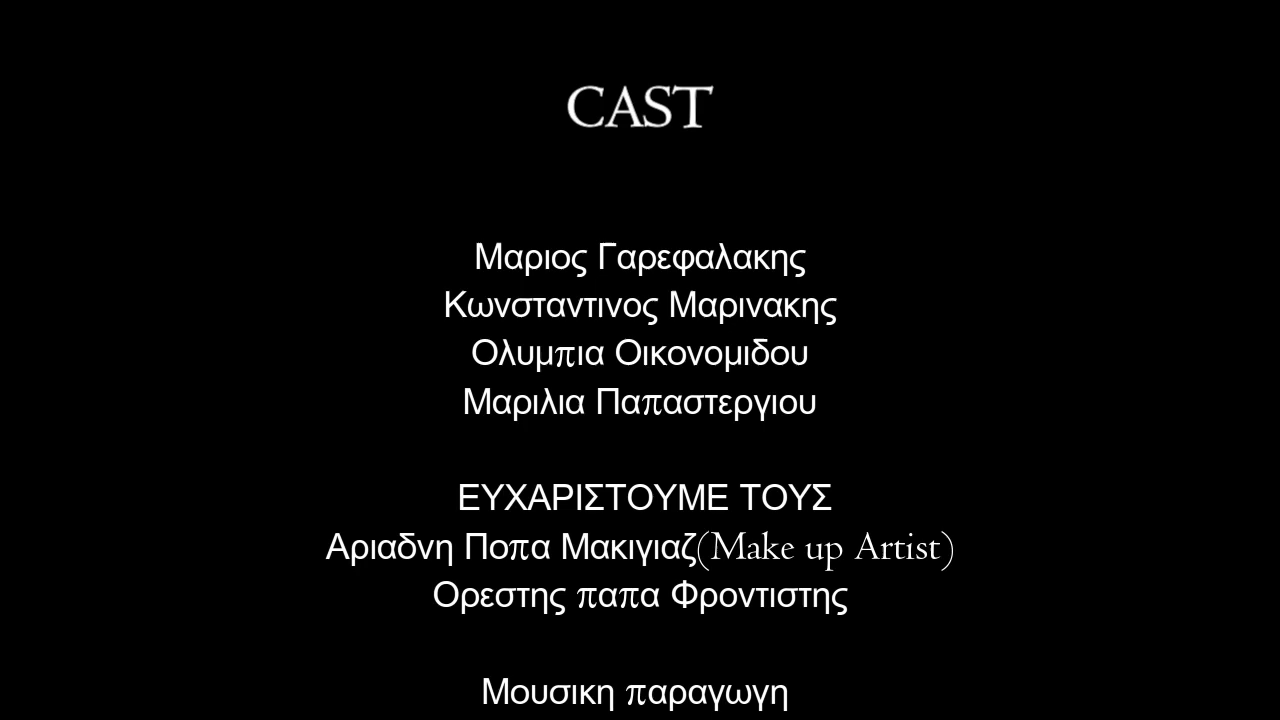 CAST
Μαριος Γαρεφαλακης
Κωνσταντινος Μαρινακης
Ολυμπια Οικονομιδου
Μαριλια Παπαστεργιου
ΕΥΧΑΡΙΣΤΟΥΜΕ ΤΟΥΣ
Αριαδνη Ποπα Μακιγιαζ(Make up Artist)
Ορεστης παπα Φροντιστης
Μουσικη παραγωγη